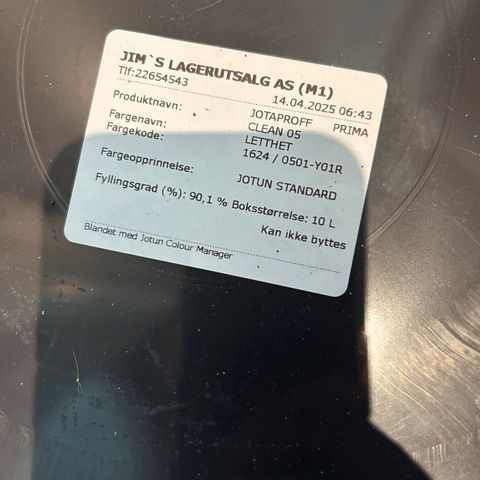 JIM`S LAGERUTSALG AS (M1)
Tlf:22654543
14.04.2025 06:43
Produktnavn: JOTAPROFF PRIMA
CLEAN 05
Fargenavn: LETTHET
Fargekode: 1624 / 0501-Y01R
Fargeopprinnelse: JOTUN STANDARD
Fyllingsgrad (%): 90,1 % Boksstørrelse: 10 L
Kan ikke byttes
Blandet med Jotun Colour Manager